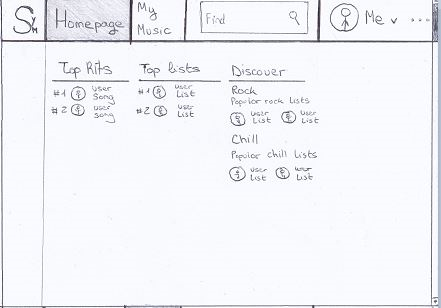 SyM
Homepage
My
Music
Find
Me
Top Hits
#1 user
song
#2 user
song
Top lists
#1 user
List
#2 user
List
Discover
Rock
Popular rock lists
user
List
user
List
Chill
Popular chill lists
user
List
user
List